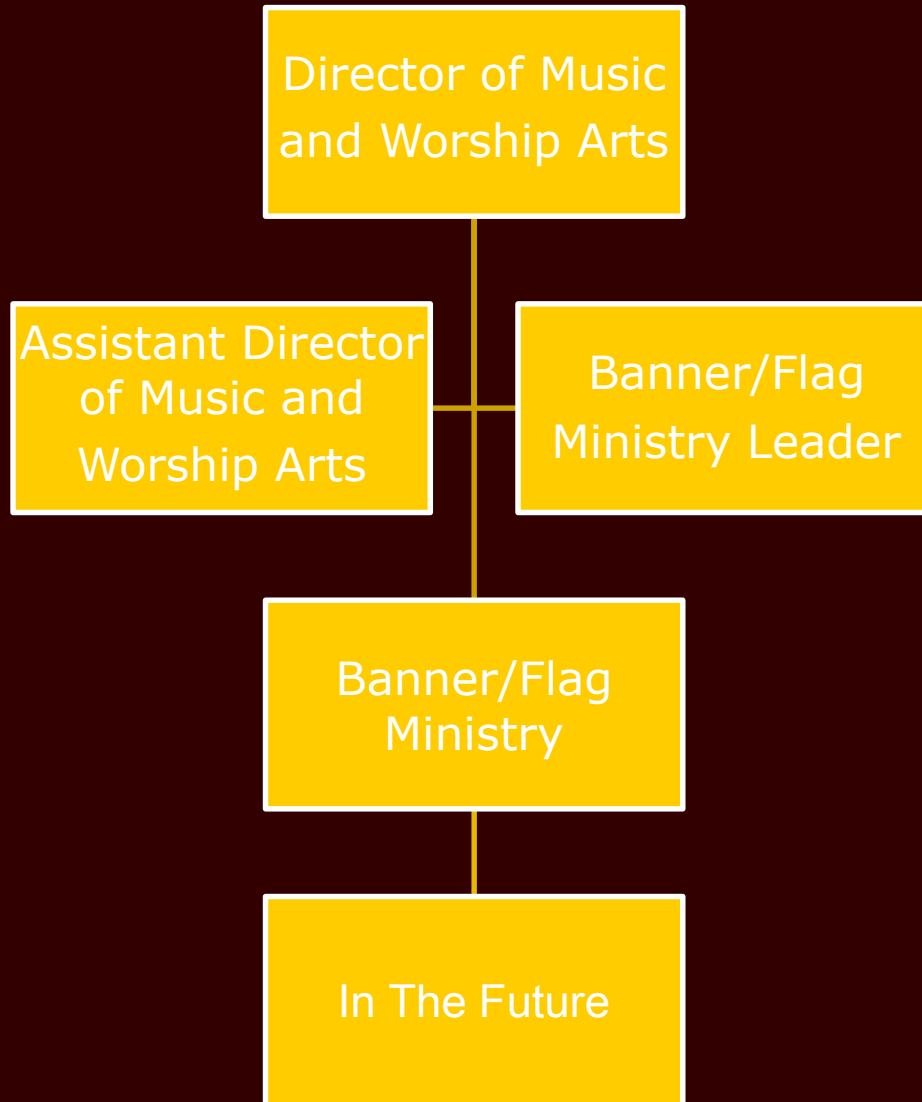 Director of Music
and Worship Arts
Assistant Director
of Music and
Worship Arts
Banner/Flag
Ministry Leader
Banner/Flag
Ministry
In The Future